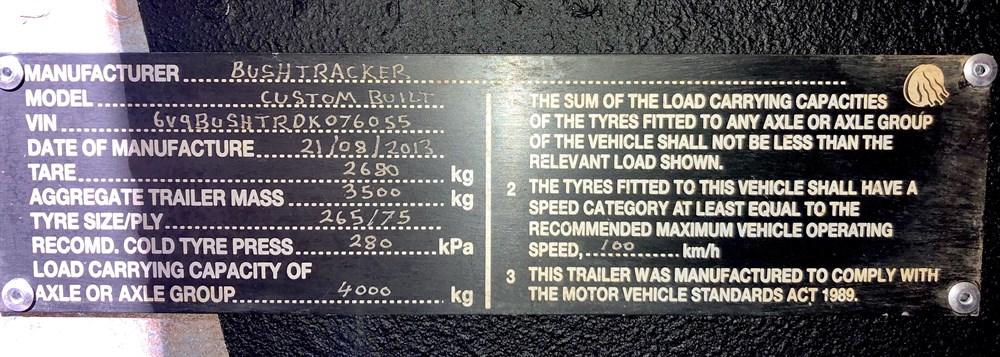 MANUFACTURER BUSHTRACKER
MODEL CUSTOM BUILT
VIN 6V9BUSHTRDK076055
DATE OF MANUFACTURE 21/08/2013
TARE 2680 kg
AGGREGATE TRAILER MASS 3500 kg
TYRE SIZE/PLY 265/75
RECOMD. COLD TYRE PRESS 280 kPa
LOAD CARRYING CAPACITY OF
AXLE OR AXLE GROUP 4000 kg
1 THE SUM OF THE LOAD CARRYING CAPACITIES
OF THE TYRES FITTED TO ANY AXLE OR AXLE GROUP
OF THE VEHICLE SHALL NOT BE LESS THAN THE
RELEVANT LOAD SHOWN.
2 THE TYRES FITTED TO THIS VEHICLE SHALL HAVE A
SPEED CATEGORY AT LEAST EQUAL TO THE
RECOMMENDED MAXIMUM VEHICLE OPERATING
SPEED, 100 km/h
3 THIS TRAILER WAS MANUFACTURED TO COMPLY WITH
THE MOTOR VEHICLE STANDARDS ACT 1989.